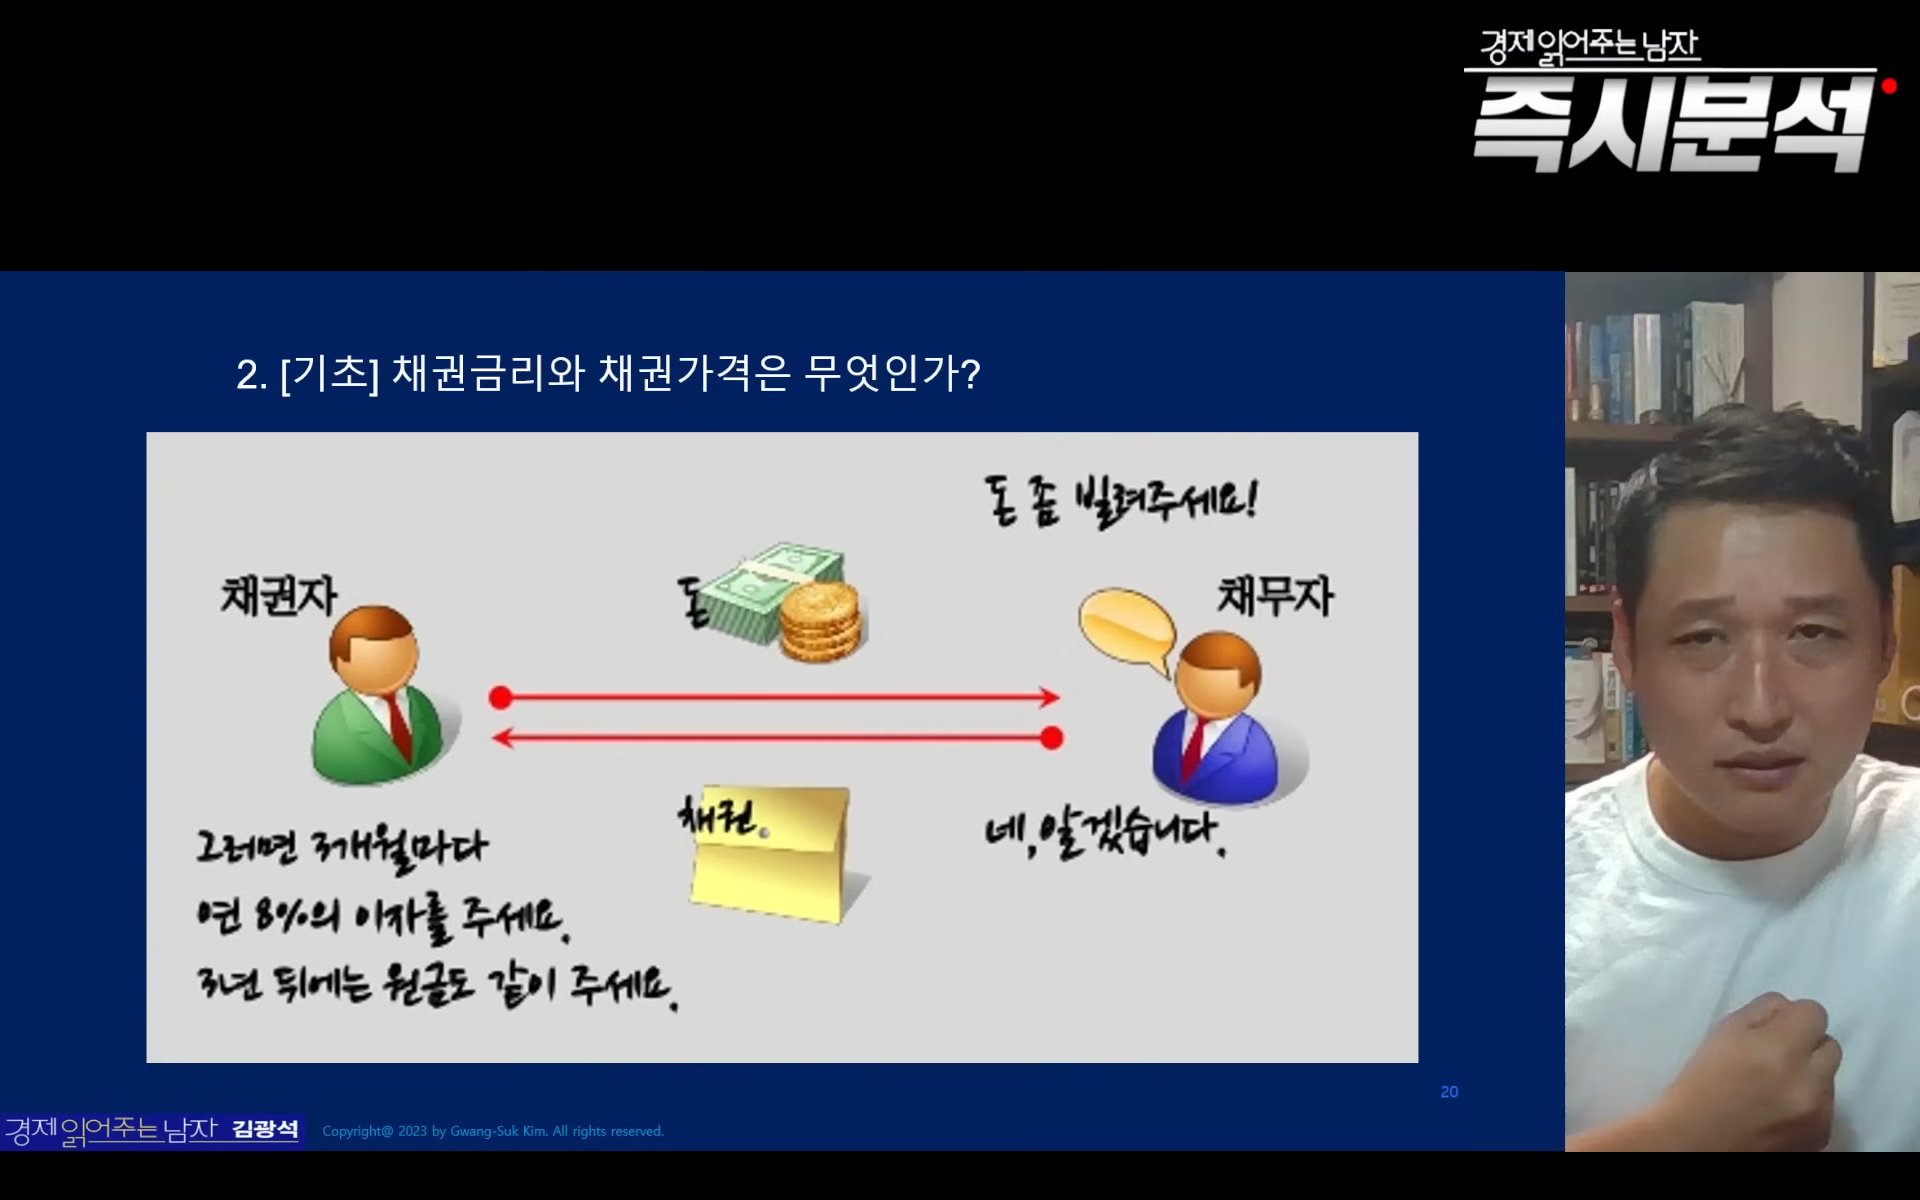 경제읽어주는남자
즉시분석
2. [기초] 채권금리와 채권가격은 무엇인가?
돈 좀 빌려주세요!
채권자
돈
채무자
채권.
네, 알겠습니다.
그러면 3개월마다
연 8%의 이자를 주세요.
3년 뒤에는 원금도 같이 주세요.
20
경제읽어주는남자 김광석
Copyright@ 2023 by Gwang-Suk Kim. All rights reserved.